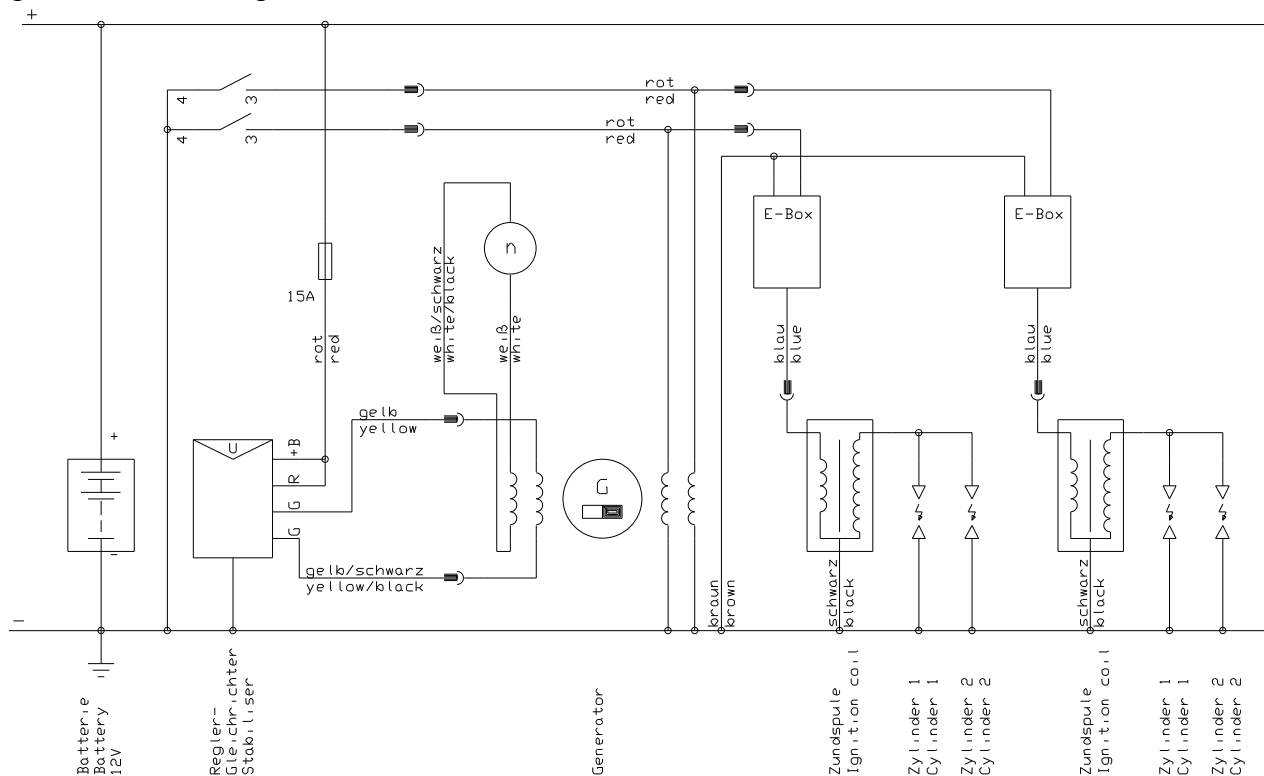 +
rot
red
rot
red
4
3
4
3
E-Box
E-Box
n
weiß/schwarz
white/black
weiß
white
15A
rot
red
blau
blue
blau
blue
gelb
yellow
U
+B
R
G
G
G
+
-
gelb/schwarz
yellow/black
braun
brown
schwarz
black
schwarz
black
–
Batterie
Battery
12V
Regler-
Gleichrichter
Stabiliser
Generator
Zundspule
Ignition coil
Zylinder 1
Cylinder 1
Zylinder 2
Cylinder 2
Zundspule
Ignition coil
Zylinder 1
Cylinder 1
Zylinder 2
Cylinder 2